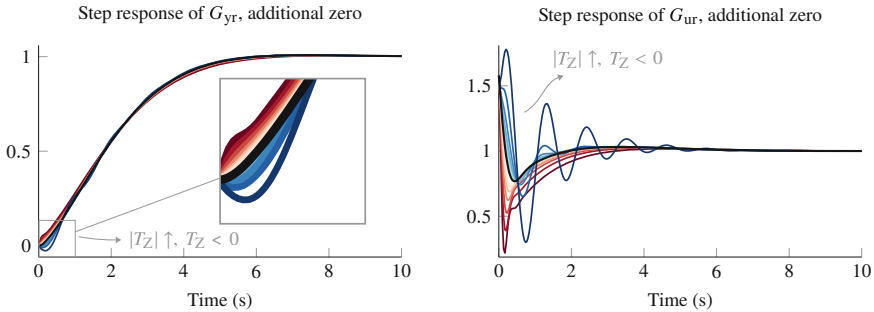 Step response of G_yr, additional zero
1
0.5
0
|T_Z| ↑, T_Z < 0
0 2 4 6 8 10
Time (s)
Step response of G_ur, additional zero
|T_Z| ↑, T_Z < 0
1.5
1
0.5
0 2 4 6 8 10
Time (s)